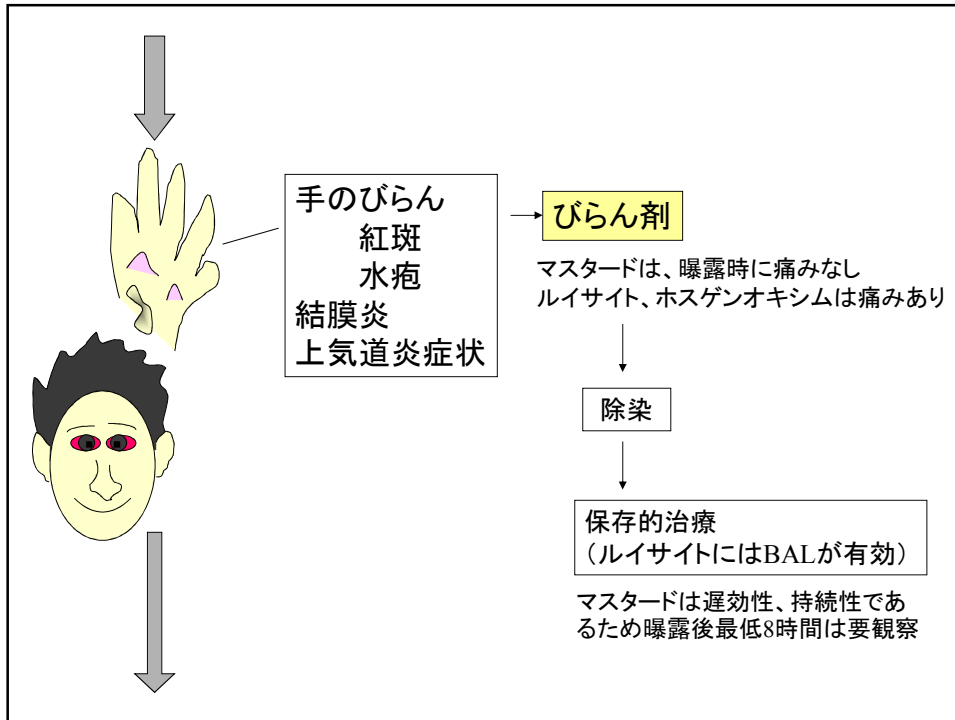 手のびらん
紅斑
水疱
結膜炎
上気道炎症状
びらん剤
マスタードは、曝露時に痛みなし
ルイサイト、ホスゲンオキシムは痛みあり
除染
保存的治療
（ルイサイトにはBALが有効）
マスタードは遅効性、持続性であ
るため曝露後最低8時間は要観察